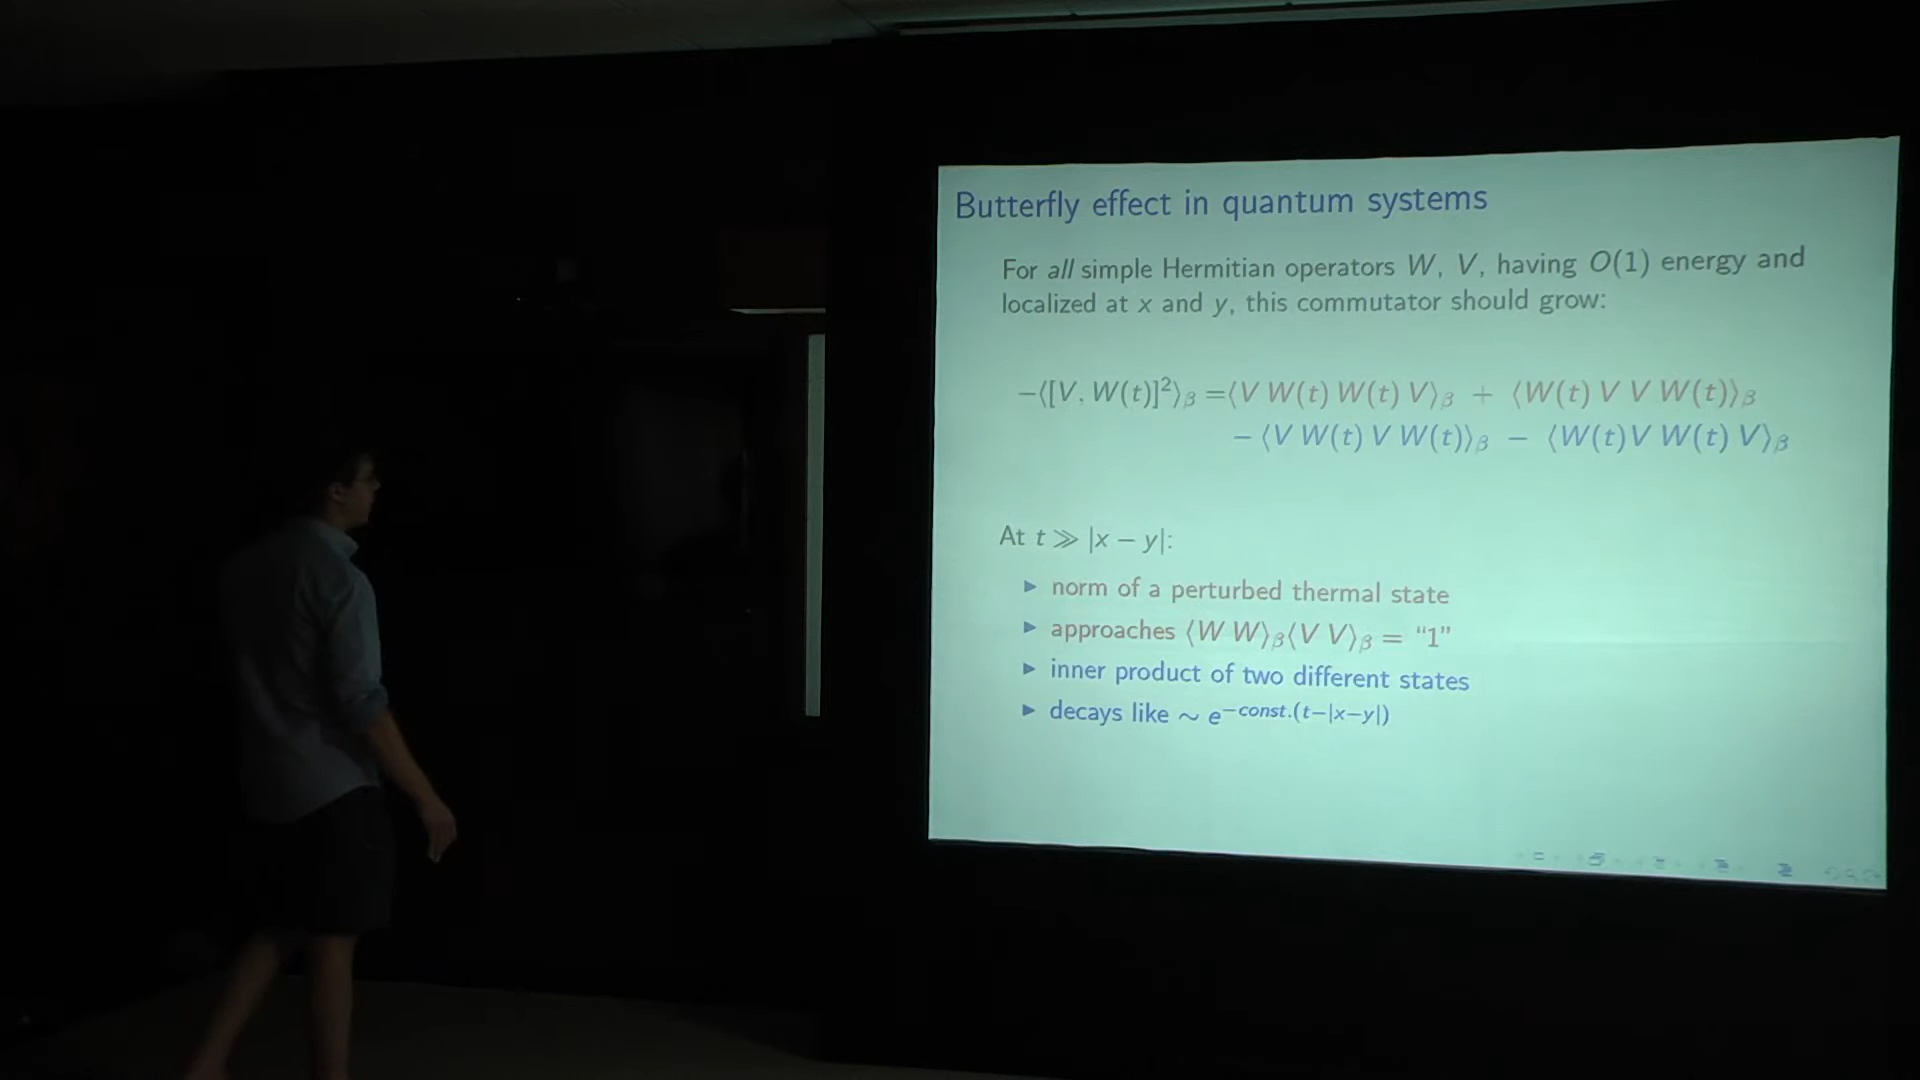 Butterfly effect in quantum systems
For all simple Hermitian operators W, V, having O(1) energy and
localized at x and y, this commutator should grow:
−⟨[V, W(t)]²⟩β =⟨V W(t) W(t) V⟩β + ⟨W(t) V V W(t)⟩β
− ⟨V W(t) V W(t)⟩β − ⟨W(t)V W(t) V⟩β
At t ≫ |x − y|:
▶ norm of a perturbed thermal state
▶ approaches ⟨W W⟩β⟨V V⟩β = “1”
▶ inner product of two different states
▶ decays like ∼ e^−const.(t−|x−y|)